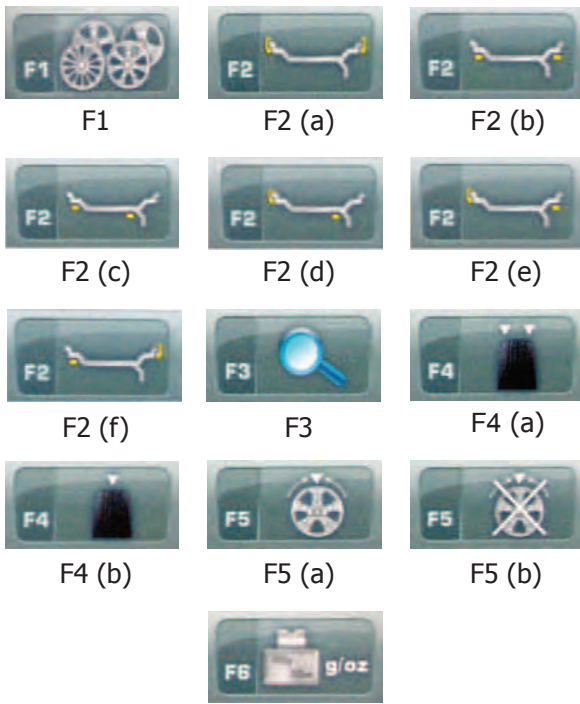 F1 F2 F2
F1 F2 (a) F2 (b)
F2 F2 F2
F2 (c) F2 (d) F2 (e)
F2 F3 F4
F2 (f) F3 F4 (a)
F4 F5 F5
F4 (b) F5 (a) F5 (b)
F6 g/oz